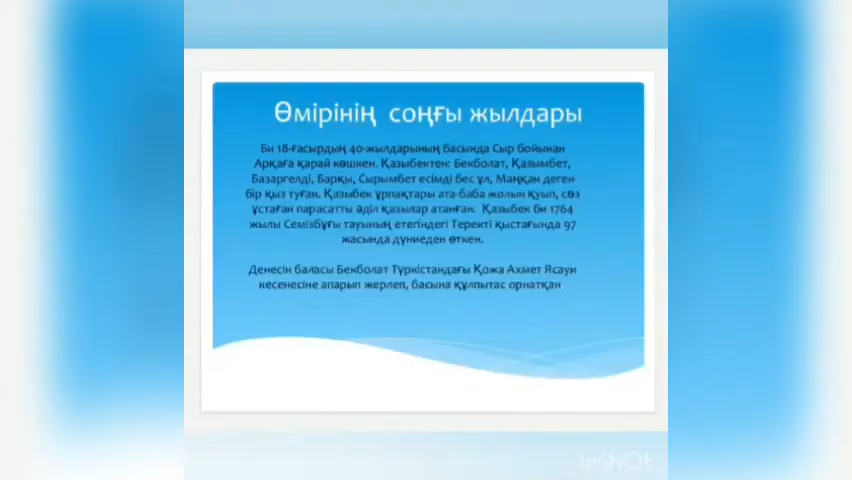 Өмірінің соңғы жылдары
Би 18-ғасырдың 40-жылдарының басында Сыр бойынан
Арқаға қарай көшкен. Қазыбектен: Бекболат, Қазымбет,
Базаргелді, Барқы, Сырымбет есімді бес ұл, Маңқан деген
бір қыз туған. Қазыбек ұрпақтары ата-баба жолын қуып, сөз
ұстаған парасатты әділ қазылар атанған. Қазыбек би 1764
жылы Семізбұғы тауының етегіндегі Теректі қыстағында 97
жасында дүниеден өткен.
Денесін баласы Бекболат Түркістандағы Қожа Ахмет Ясауи
кесенесіне апарып жерлеп, басына құлпытас орнатқан
InShOt